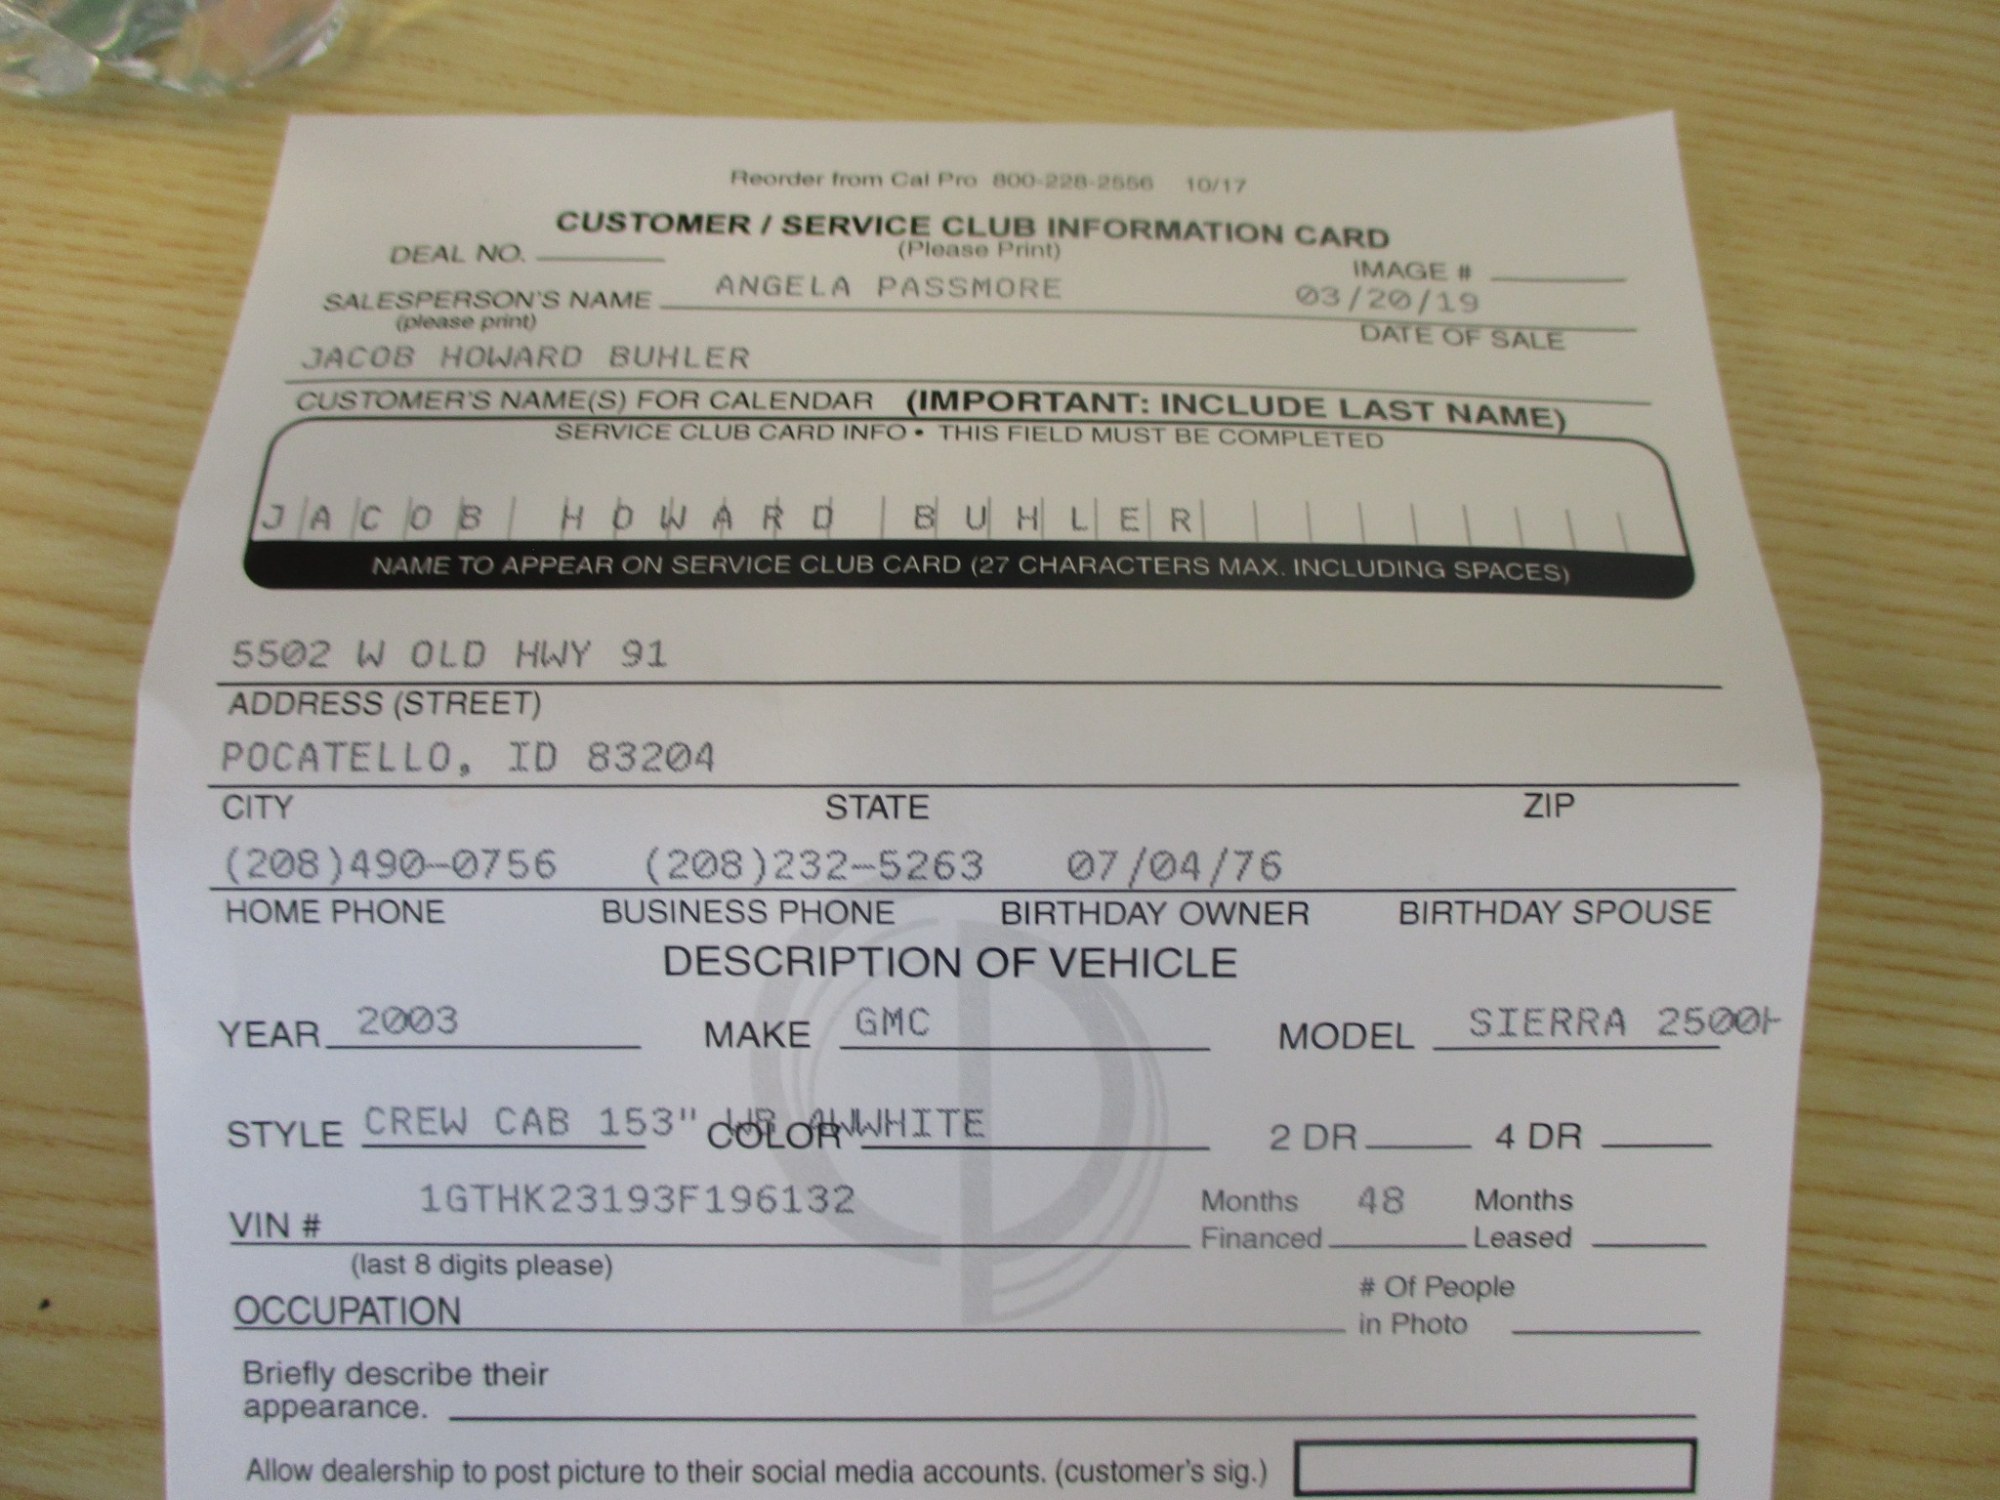 Reorder from Cal Pro 800-228-2556 10/17
CUSTOMER / SERVICE CLUB INFORMATION CARD
(Please Print)
DEAL NO.
IMAGE #
SALESPERSON'S NAME ANGELA PASSMORE 03/20/19
(please print) DATE OF SALE
JACOB HOWARD BUHLER
CUSTOMER'S NAME(S) FOR CALENDAR (IMPORTANT: INCLUDE LAST NAME)
SERVICE CLUB CARD INFO • THIS FIELD MUST BE COMPLETED
JACOB HOWARD BUHLER
NAME TO APPEAR ON SERVICE CLUB CARD (27 CHARACTERS MAX. INCLUDING SPACES)
5502 W OLD HWY 91
ADDRESS (STREET)
POCATELLO, ID 83204
CITY STATE ZIP
(208)490-0756 (208)232-5263 07/04/76
HOME PHONE BUSINESS PHONE BIRTHDAY OWNER BIRTHDAY SPOUSE
DESCRIPTION OF VEHICLE
YEAR 2003 MAKE GMC MODEL SIERRA 2500H
STYLE CREW CAB 153" WB COLOR WHITE 2 DR 4 DR
VIN # 1GTHK23193F196132 Months Financed 48 Months Leased
(last 8 digits please)
OCCUPATION # Of People in Photo
Briefly describe their
appearance.
Allow dealership to post picture to their social media accounts. (customer's sig.)